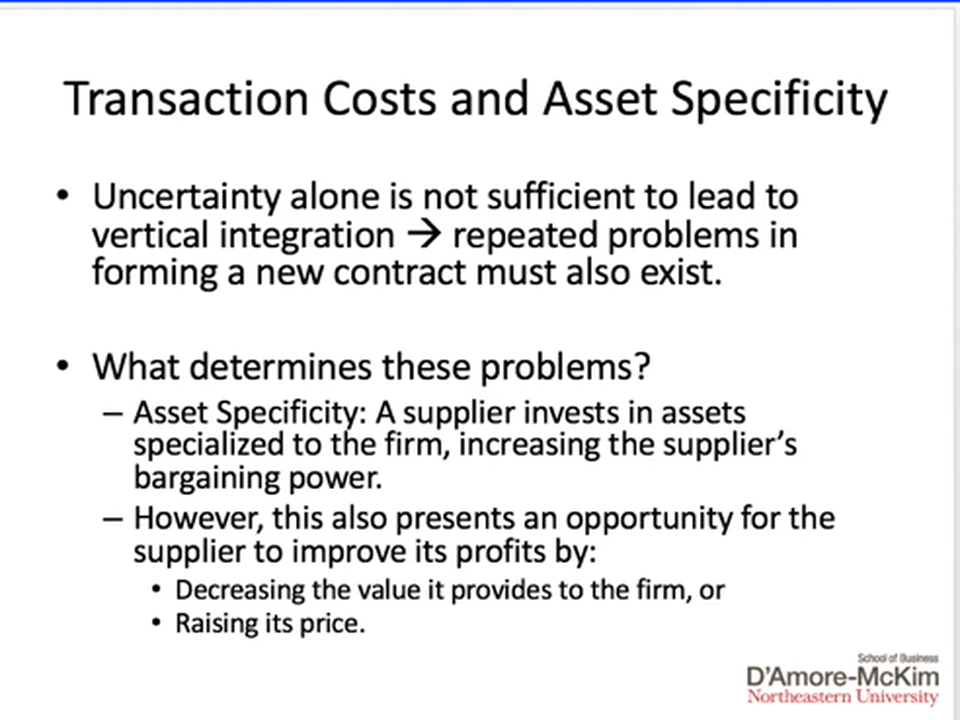 Transaction Costs and Asset Specificity
• Uncertainty alone is not sufficient to lead to
vertical integration → repeated problems in
forming a new contract must also exist.
• What determines these problems?
– Asset Specificity: A supplier invests in assets
specialized to the firm, increasing the supplier’s
bargaining power.
– However, this also presents an opportunity for the
supplier to improve its profits by:
• Decreasing the value it provides to the firm, or
• Raising its price.
School of Business
D’Amore-McKim
Northeastern University